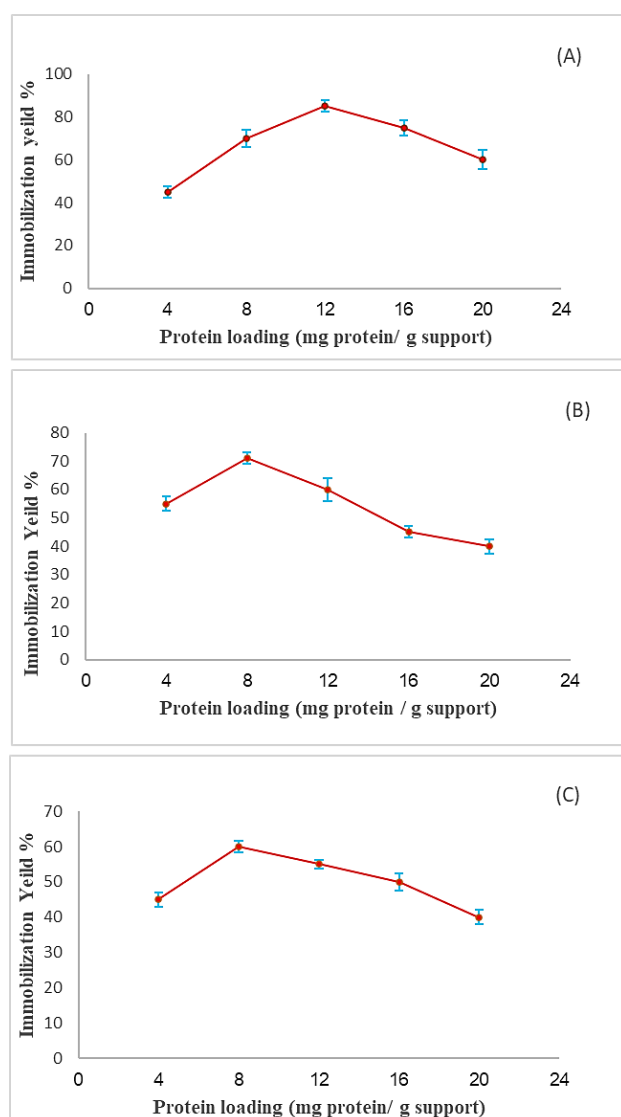 (A)
Immobilization yeild %
100
80
60
40
20
0
0 4 8 12 16 20 24
Protein loading (mg protein/ g support)
(B)
Immobilization Yeild %
80
70
60
50
40
30
20
10
0
0 4 8 12 16 20 24
Protein loading (mg protein / g support)
(C)
Immobilization Yeild %
70
60
50
40
30
20
10
0
0 4 8 12 16 20 24
Protein loading (mg protein/ g support)